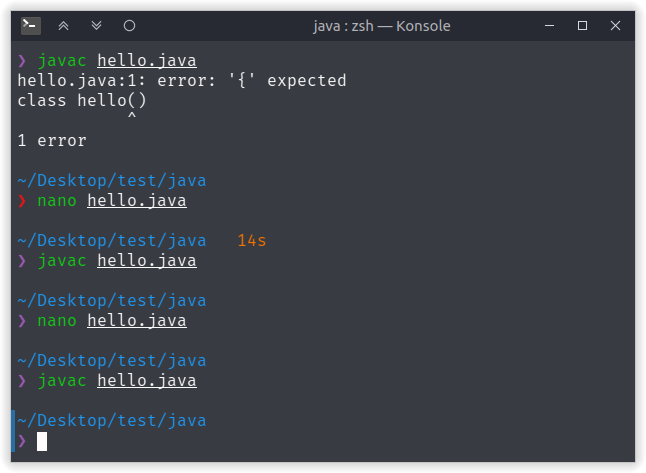 java : zsh — Konsole
❯ javac hello.java
hello.java:1: error: '{' expected
class hello()
           ^
1 error
~/Desktop/test/java
❯ nano hello.java
~/Desktop/test/java   14s
❯ javac hello.java
~/Desktop/test/java
❯ nano hello.java
~/Desktop/test/java
❯ javac hello.java
~/Desktop/test/java
❯